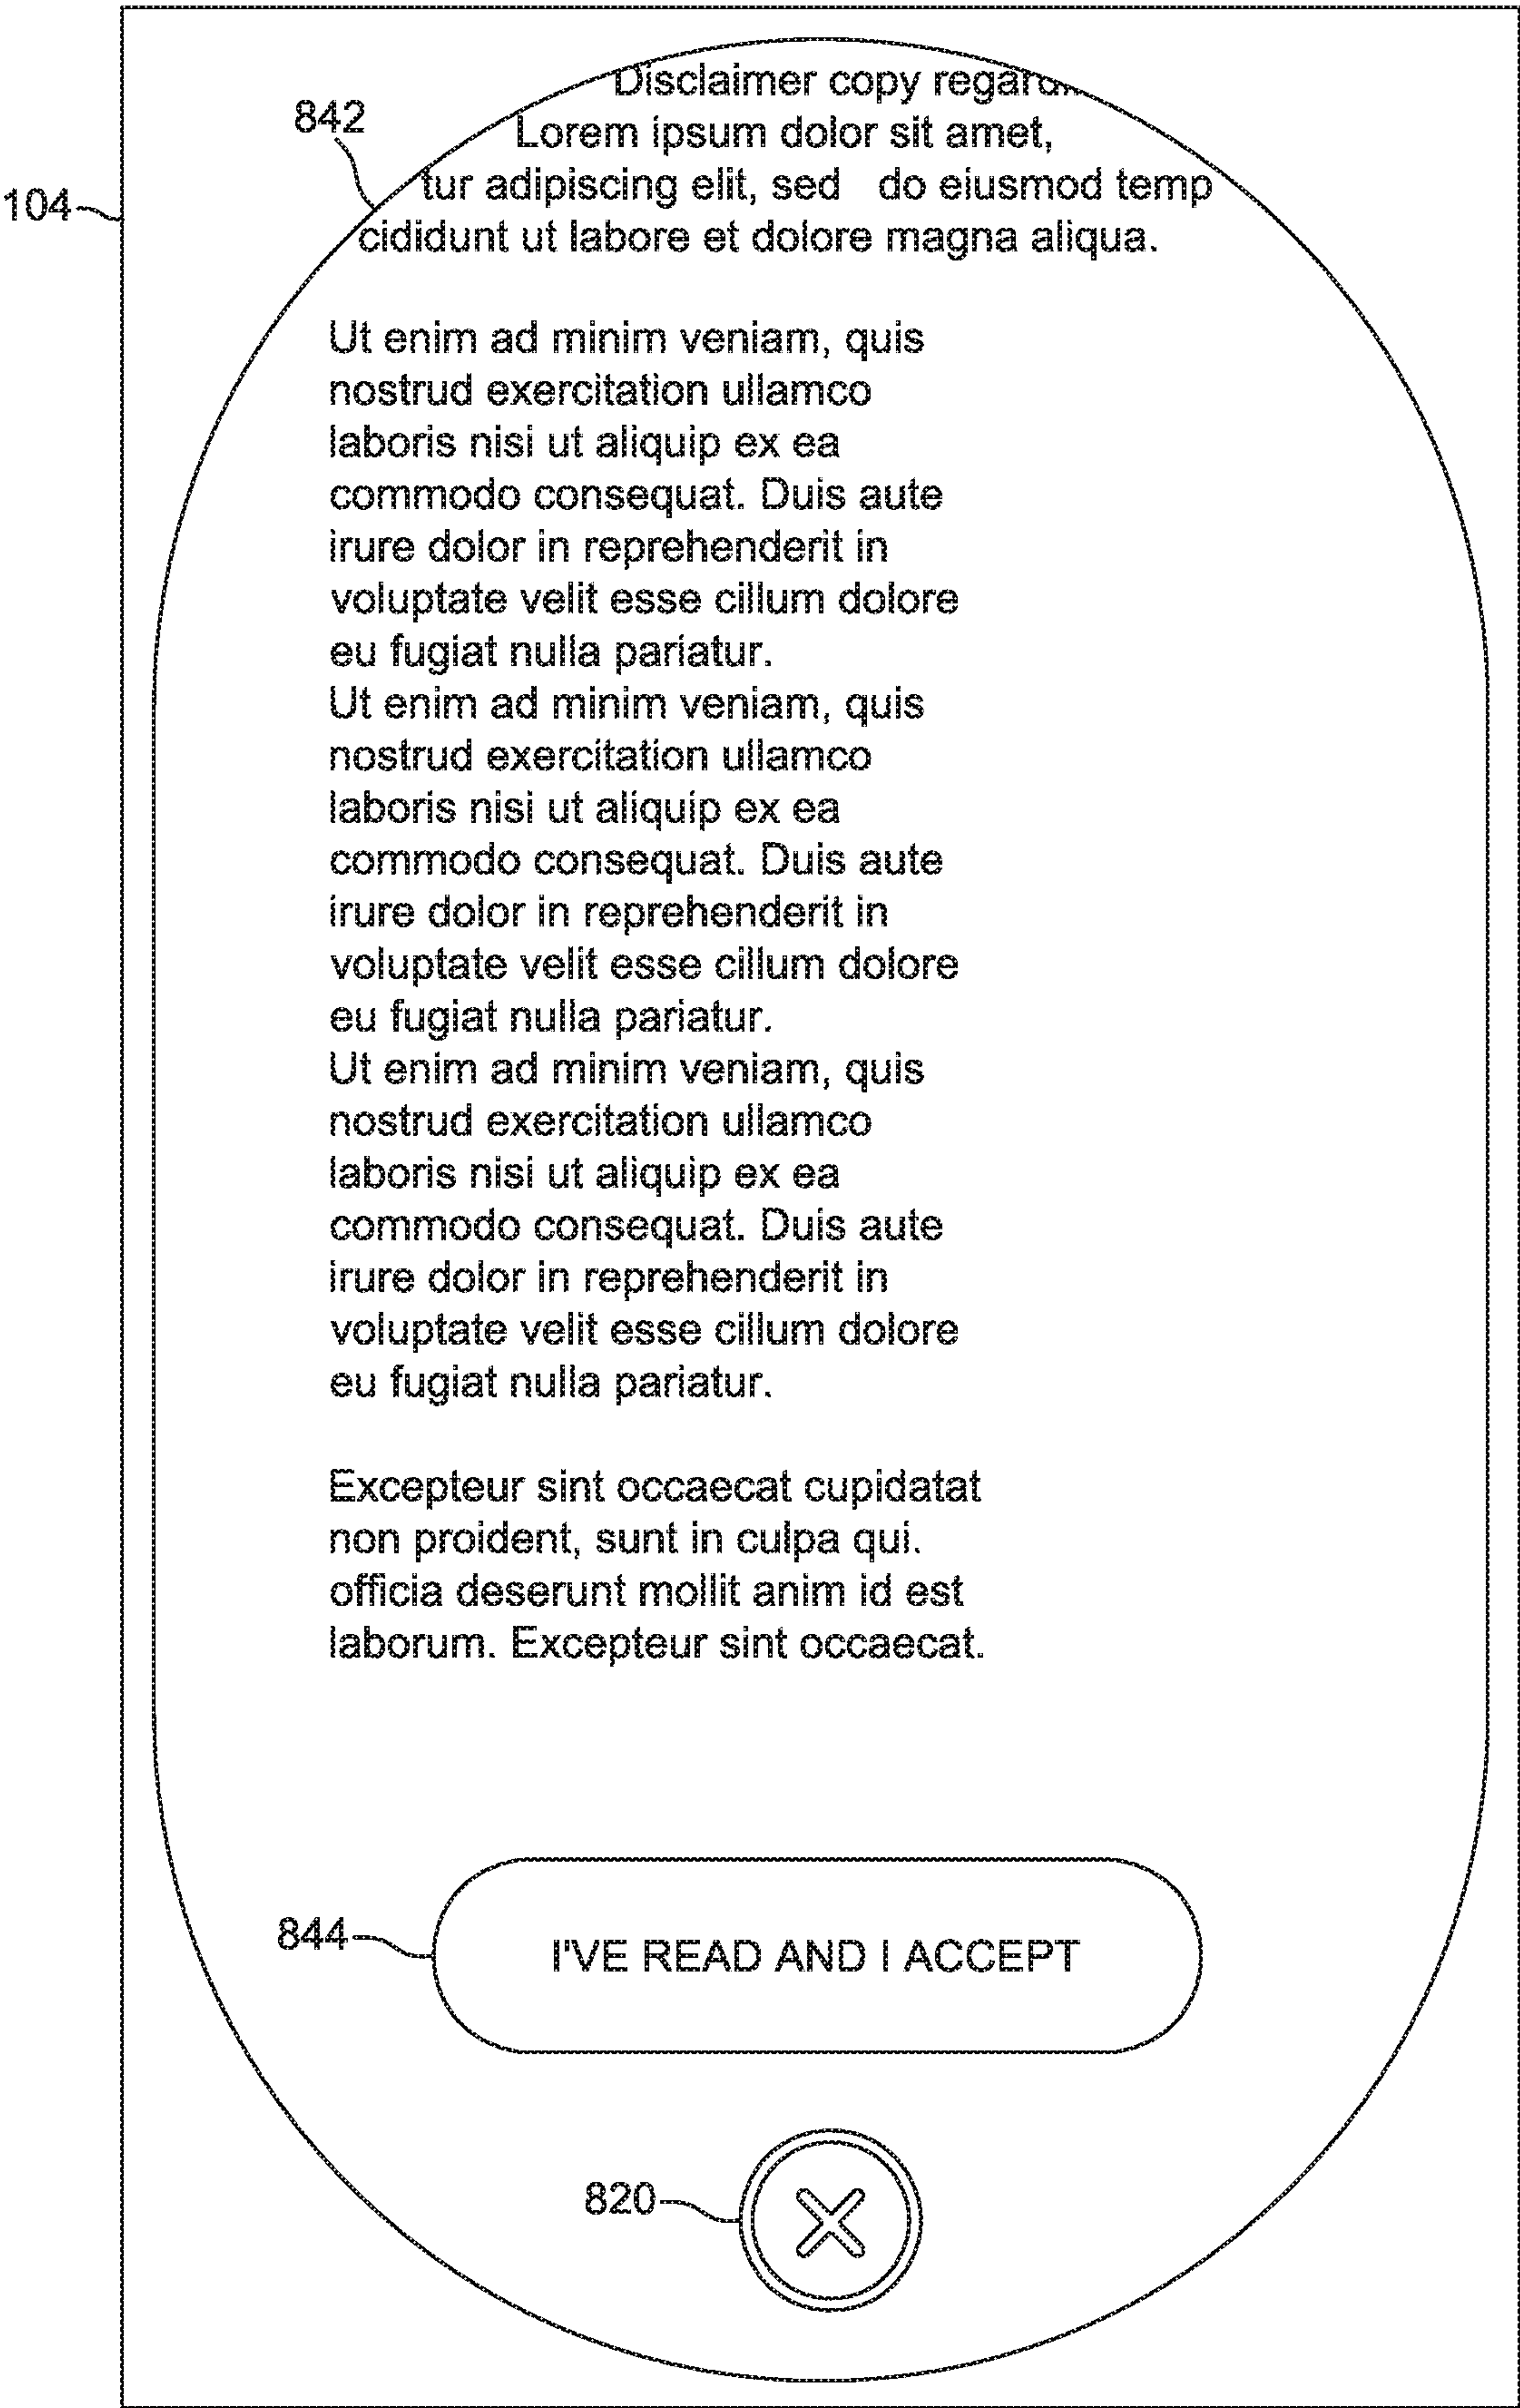 Disclaimer copy
842
Lorem ipsum dolor sit amet,
tur adipiscing elit, sed do eiusmod temp
104
cididunt ut labore et dolore magna aliqua.
Ut enim ad minim veniam, quis
nostrud exercitation ullamco
laboris nisi ut aliquip ex ea
commodo consequat. Duis aute
irure dolor in reprehenderit in
voluptate velit esse cillum dolore
eu fugiat nulla pariatur.
Ut enim ad minim veniam, quis
nostrud exercitation ullamco
laboris nisi ut aliquip ex ea
commodo consequat. Duis aute
irure dolor in reprehenderit in
voluptate velit esse cillum dolore
eu fugiat nulla pariatur.
Ut enim ad minim veniam, quis
nostrud exercitation ullamco
laboris nisi ut aliquip ex ea
commodo consequat. Duis aute
irure dolor in reprehenderit in
voluptate velit esse cillum dolore
eu fugiat nulla pariatur.
Excepteur sint occaecat cupidatat
non proident, sunt in culpa qui.
officia deserunt mollit anim id est
laborum. Excepteur sint occaecat.
844
I'VE READ AND I ACCEPT
820